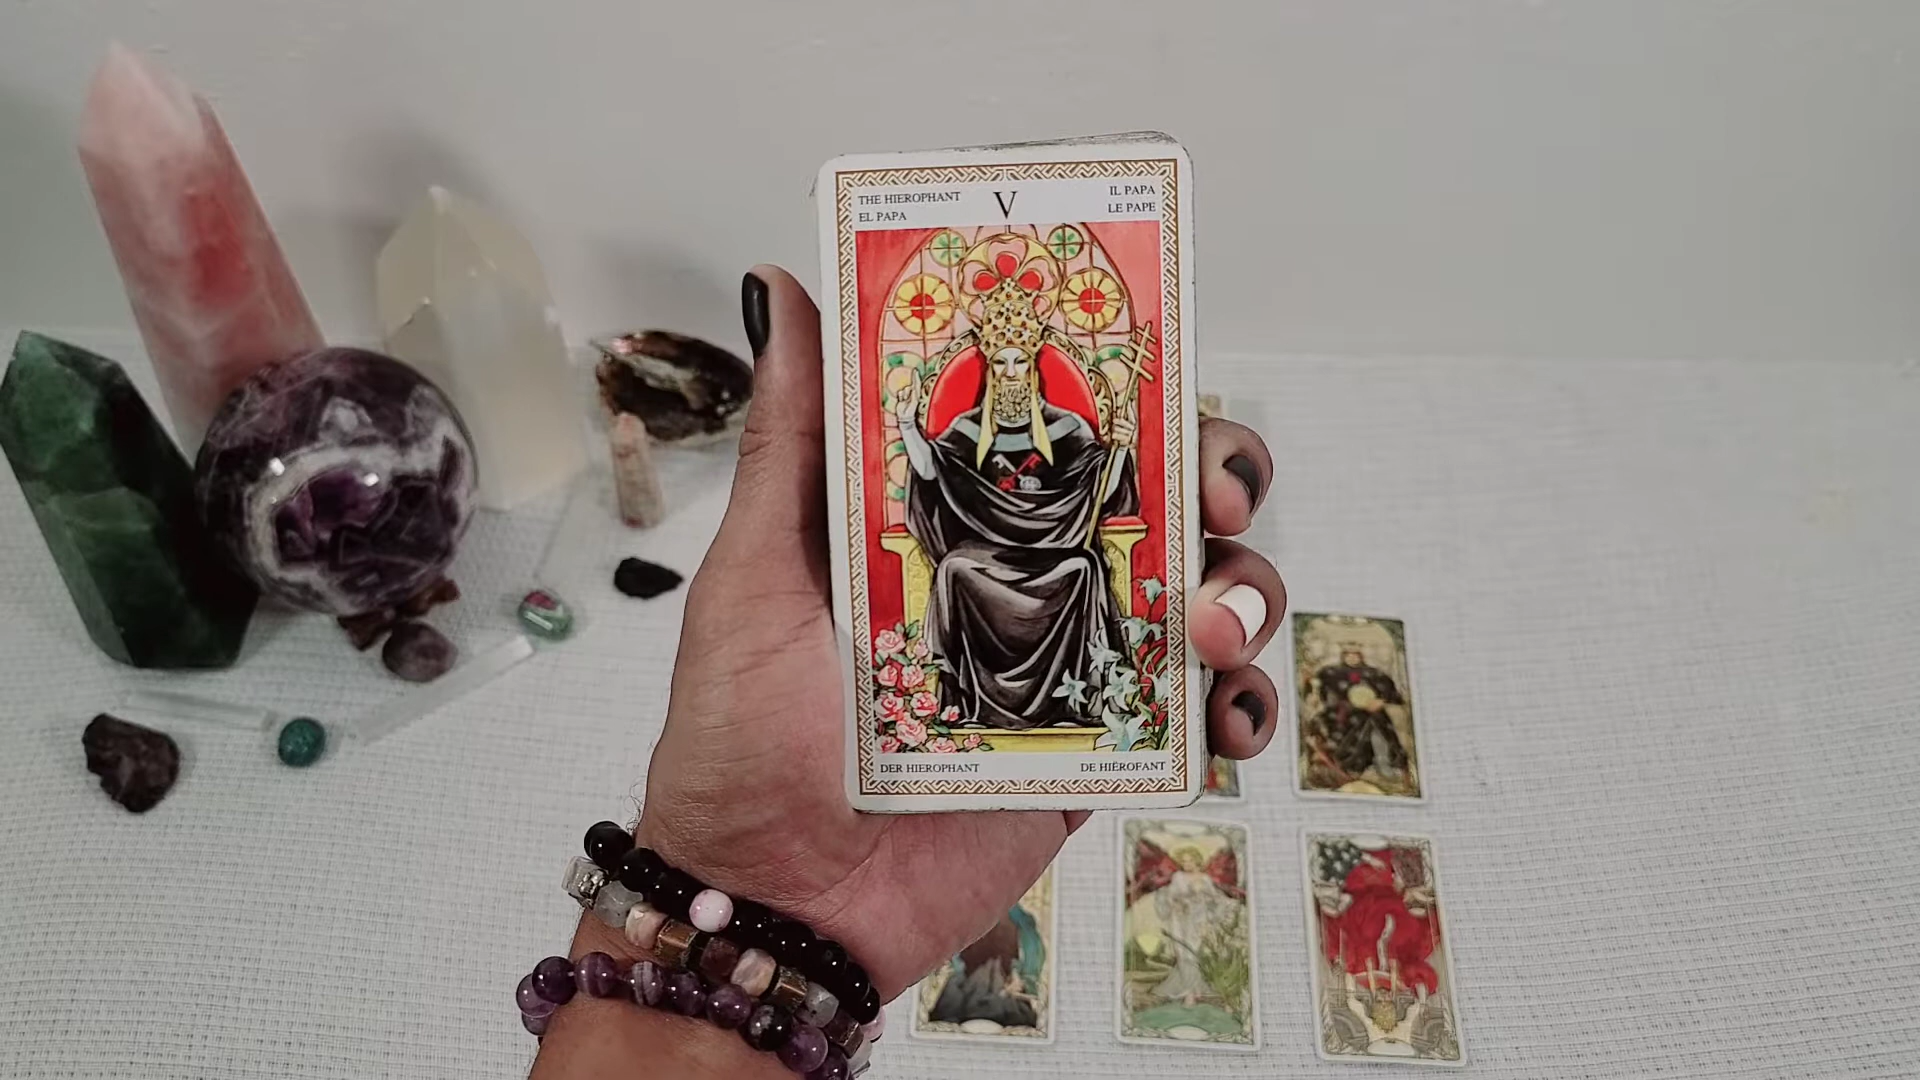 THE HIEROPHANT
EL PAPA
V
IL PAPA
LE PAPE
DER HIEROPHANT
DE HIËROFANT